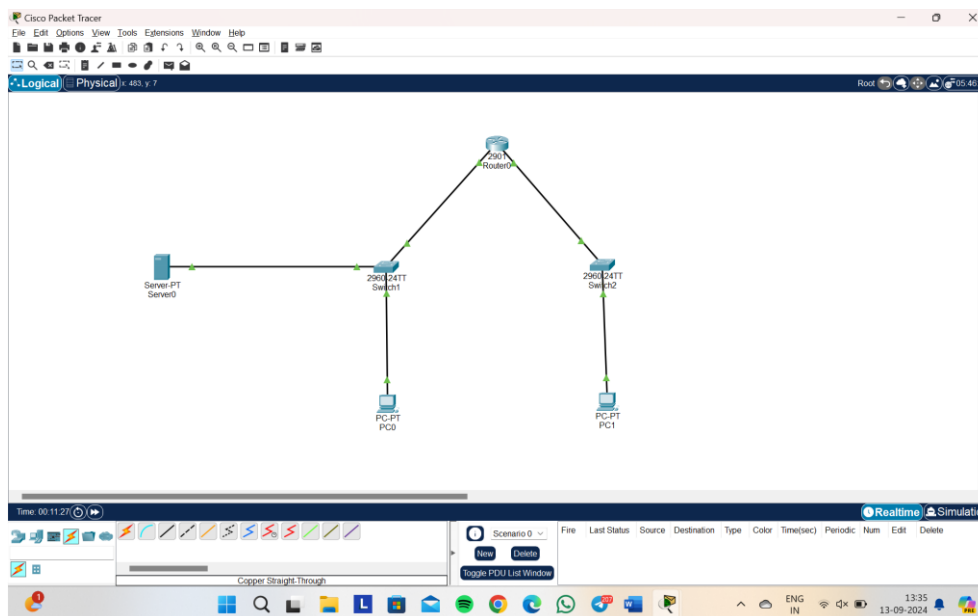 Cisco Packet Tracer
File Edit Options View Tools Extensions Window Help
Logical Physical x: 483, y: 7 Root 05:46
2901
Router0
Server-PT
Server0
2960-24TT
Switch1
2960-24TT
Switch2
PC-PT
PC0
PC-PT
PC1
Time: 00:11:27 Realtime Simulatio
Scenario 0 Fire Last Status Source Destination Type Color Time(sec) Periodic Num Edit Delete
New Delete
Toggle PDU List Window
Copper Straight-Through
ENG
IN
13:35
13-09-2024